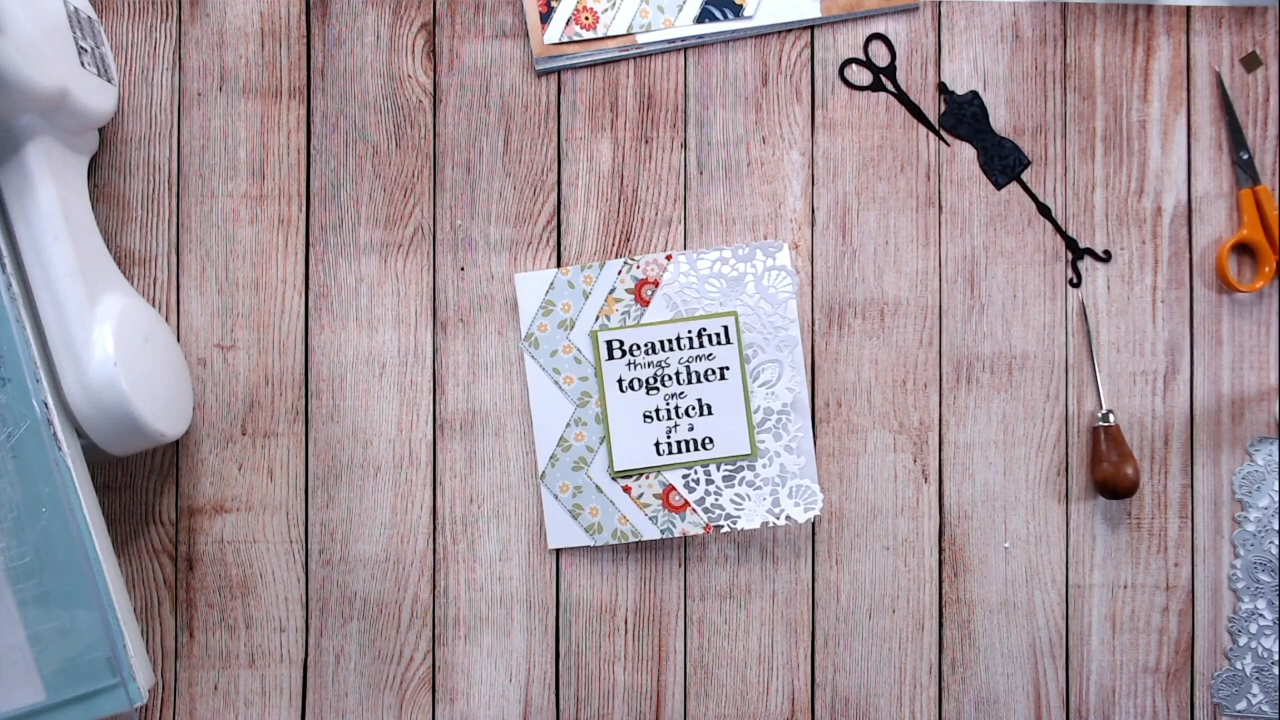 Beautiful
things come
together
one
stitch
at a
time